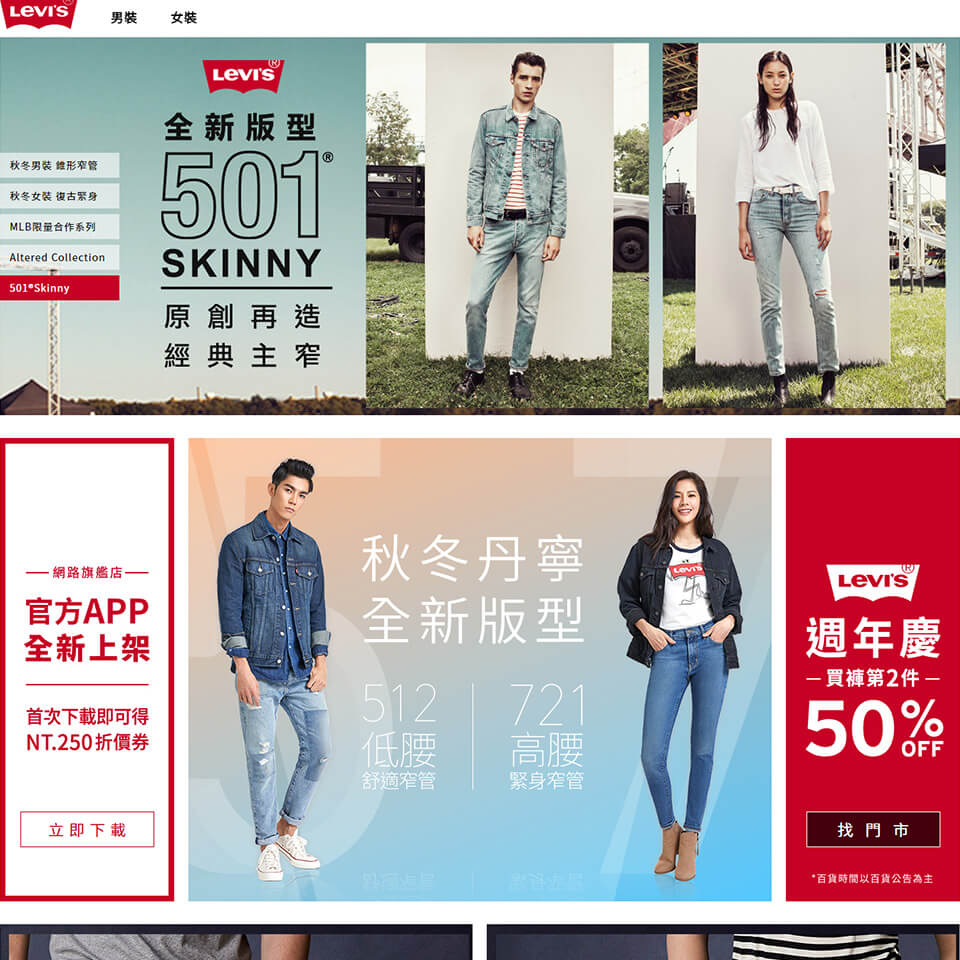 LEVI'S®
男裝
女裝
LEVI'S®
全新版型
501®
SKINNY
原創再造
經典主窄
秋冬男裝 錐形窄管
秋冬女裝 復古緊身
MLB限量合作系列
Altered Collection
501®Skinny
網路旗艦店
官方APP
全新上架
首次下載即可得
NT.250折價券
立即下載
秋冬丹寧
全新版型
512
低腰
舒適窄管
721
高腰
緊身窄管
LEVI'S
LEVI'S®
週年慶
買褲第2件
50%
OFF
找門市
*百貨時間以百貨公告為主